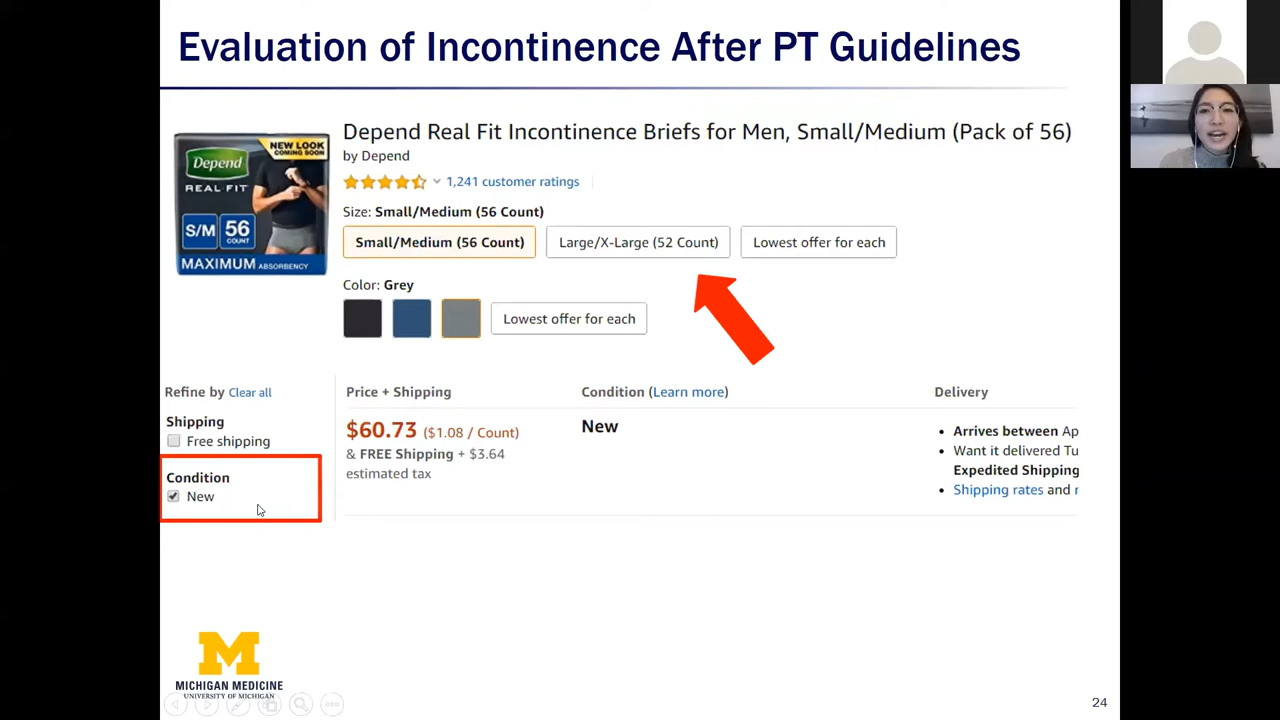 Evaluation of Incontinence After PT Guidelines
Depend Real Fit Incontinence Briefs for Men, Small/Medium (Pack of 56)
by Depend
1,241 customer ratings
Size: Small/Medium (56 Count)
Small/Medium (56 Count) Large/X-Large (52 Count) Lowest offer for each
Color: Grey
Lowest offer for each
NEW LOOK
COMING SOON
Depend
REAL FIT
S/M 56
COUNT
MAXIMUM ABSORBENCY
Refine by Clear all
Shipping
Free shipping
Condition
New
Price + Shipping Condition (Learn more) Delivery
$60.73 ($1.08 / Count)
& FREE Shipping + $3.64
estimated tax
New
Arrives between Ap
Want it delivered Tu
Expedited Shipping
Shipping rates and r
M
MICHIGAN MEDICINE
UNIVERSITY OF MICHIGAN
24